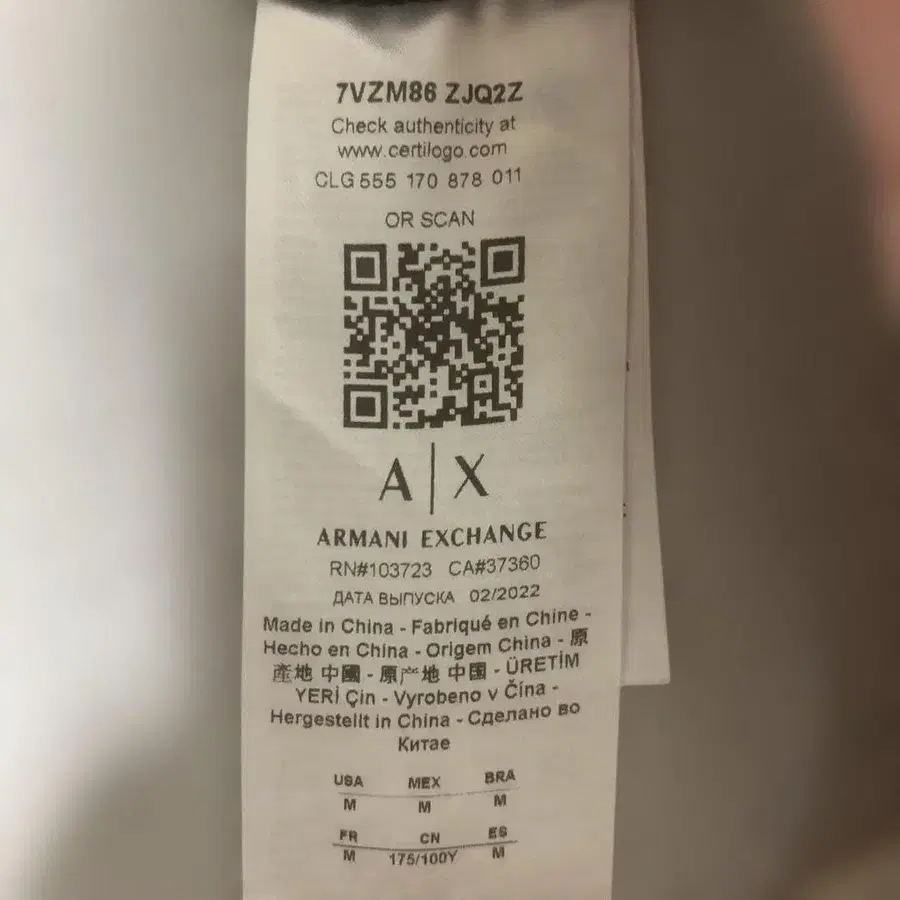 7VZM86 ZJQ2Z
Check authenticity at
www.certilogo.com
CLG 555 170 878 011
OR SCAN
A|X
ARMANI EXCHANGE
RN#103723 CA#37360
ДАТА ВЫПУСКА 02/2022
Made in China - Fabriqué en Chine -
Hecho en China - Origem China - 原
產地 中國 - 原产地 中国 - ÜRETİM
YERİ Çin - Vyrobeno v Čína -
Hergestellt in China - Сделано во
Китае
USA MEX BRA
M M M
FR CN ES
M 175/100Y M